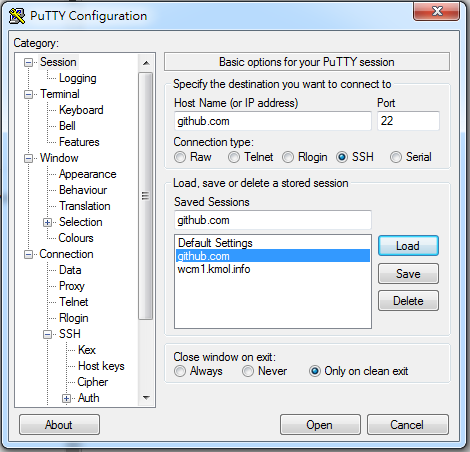 PuTTY Configuration
Category:
Session
Logging
Terminal
Keyboard
Bell
Features
Window
Appearance
Behaviour
Translation
Selection
Colours
Connection
Data
Proxy
Telnet
Rlogin
SSH
Kex
Host keys
Cipher
Auth
Basic options for your PuTTY session
Specify the destination you want to connect to
Host Name (or IP address) Port
github.com 22
Connection type:
Raw Telnet Rlogin SSH Serial
Load, save or delete a stored session
Saved Sessions
github.com
Default Settings
github.com
wcm1.kmol.info
Load
Save
Delete
Close window on exit:
Always Never Only on clean exit
About Open Cancel